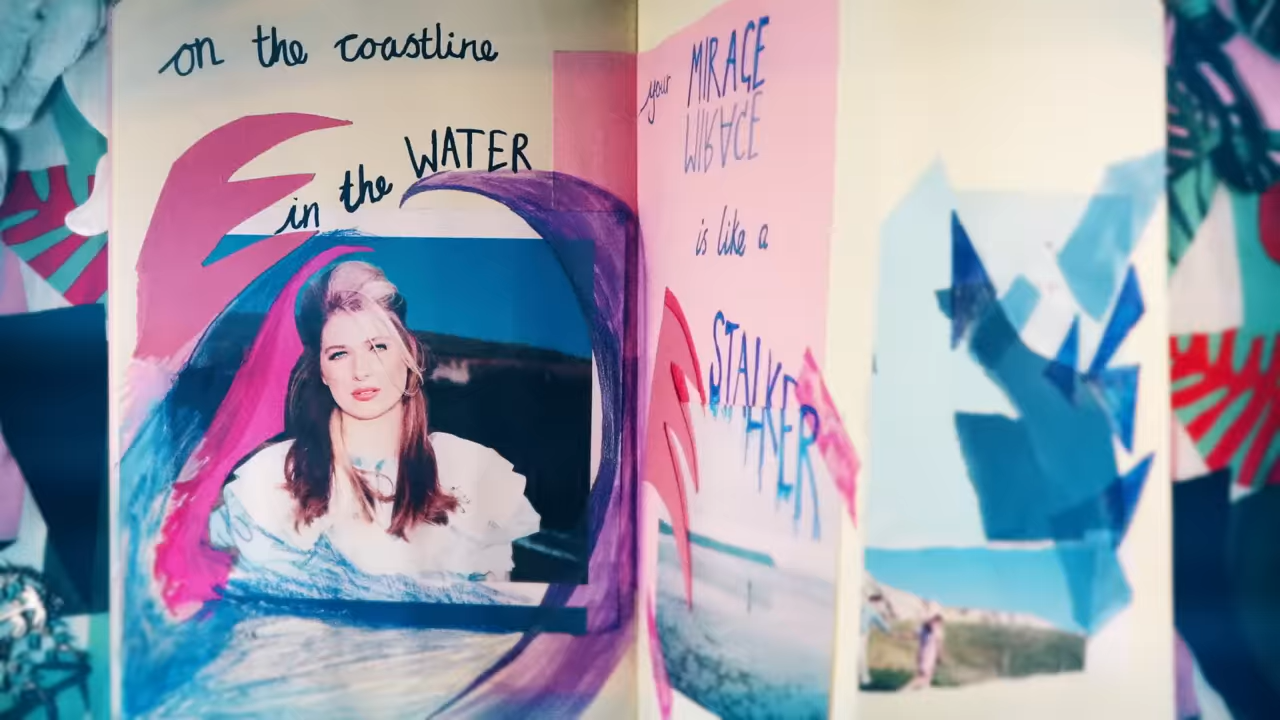 on the coastline
in the WATER
your MIRAGE
MIRAGE
is like a
STALKER